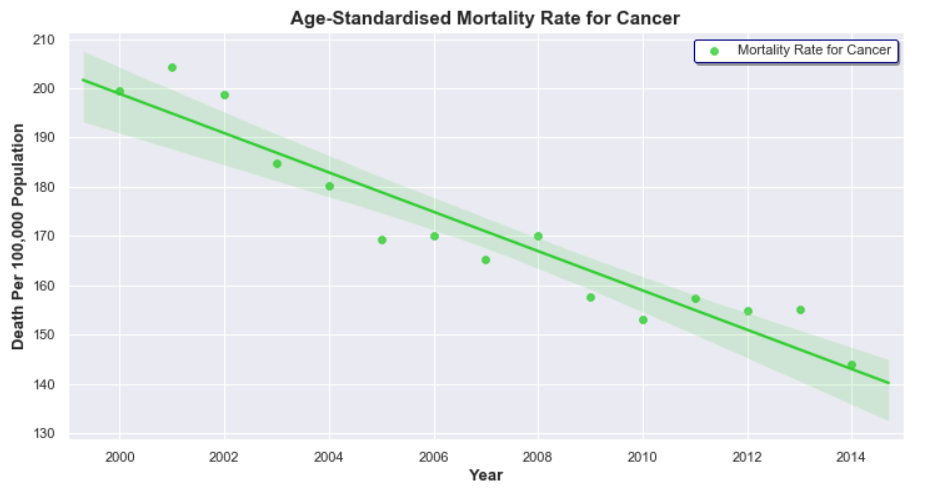 Age-Standardised Mortality Rate for Cancer
Mortality Rate for Cancer
Death Per 100,000 Population
210
200
190
180
170
160
150
140
130
2000 2002 2004 2006 2008 2010 2012 2014
Year